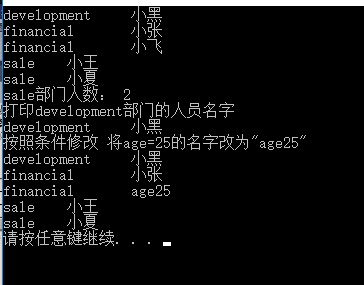 development     小黑
financial       小张
financial       小飞
sale    小王
sale    小夏
sale部门人数： 2
打印development部门的人员名字
development     小黑
按照条件修改 将age=25的名字改为"age25"
development     小黑
financial       小张
financial       age25
sale    小王
sale    小夏
请按任意键继续. . .